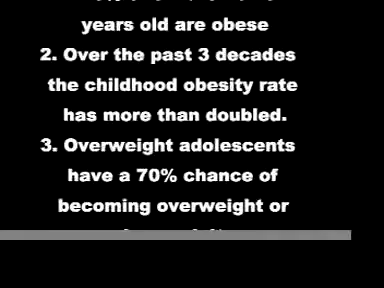 years old are obese
2. Over the past 3 decades
the childhood obesity rate
has more than doubled.
3. Overweight adolescents
have a 70% chance of
becoming overweight or